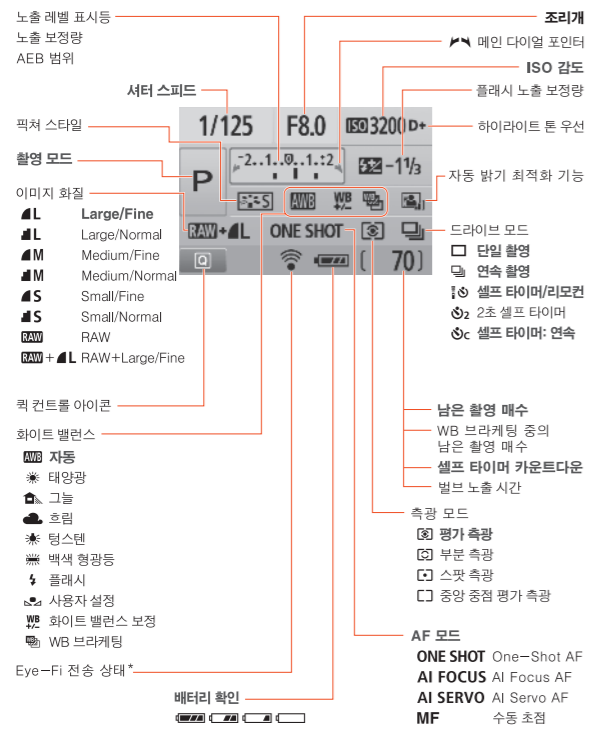 노출 레벨 표시등
노출 보정량
AEB 범위
조리개
메인 다이얼 포인터
ISO 감도
셔터 스피드
플래시 노출 보정량
픽쳐 스타일
하이라이트 톤 우선
촬영 모드
자동 밝기 최적화 기능
1/125 F8.0 ISO 3200 D+
-2..1..0..1.:2 -1⅓
P
S AWB WB +/-
RAW+L ONE SHOT
Q [ 70]
이미지 화질
L Large/Fine
L Large/Normal
M Medium/Fine
M Medium/Normal
S Small/Fine
S Small/Normal
RAW RAW
RAW + L RAW+Large/Fine
드라이브 모드
단일 촬영
연속 촬영
셀프 타이머/리모컨
2 2초 셀프 타이머
C 셀프 타이머: 연속
퀵 컨트롤 아이콘
화이트 밸런스
AWB 자동
태양광
그늘
흐림
텅스텐
백색 형광등
플래시
사용자 설정
WB +/- 화이트 밸런스 보정
WB 브라케팅
Eye-Fi 전송 상태*
배터리 확인
남은 촬영 매수
WB 브라케팅 중의
남은 촬영 매수
셀프 타이머 카운트다운
벌브 노출 시간
측광 모드
평가 측광
부분 측광
스팟 측광
중앙 중점 평가 측광
AF 모드
ONE SHOT One-Shot AF
AI FOCUS AI Focus AF
AI SERVO AI Servo AF
MF 수동 초점